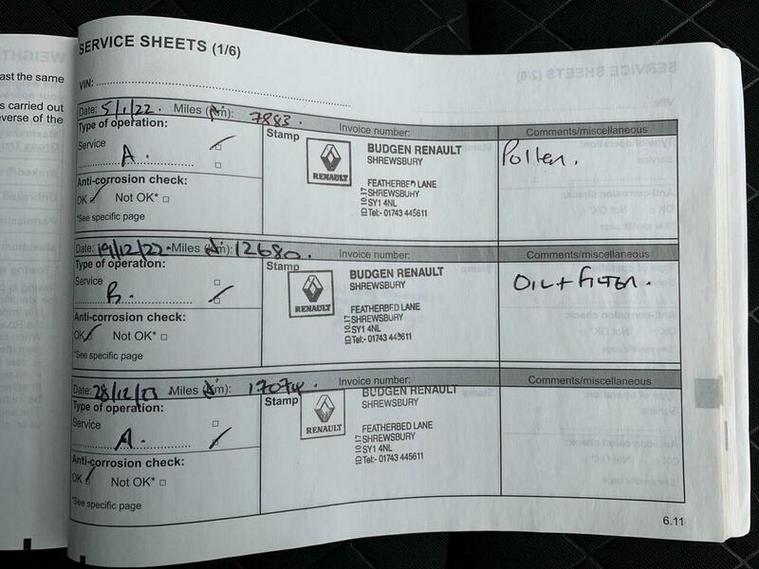 SERVICE SHEETS (1/6)
ast the same
s carried out
verse of the
VIN:
Date: 5/1/22. Miles (km): 7883.
Invoice number:
Comments/miscellaneous
Type of operation:
Stamp
Service
A.
RENAULT
BUDGEN RENAULT
SHREWSBURY
FEATHERBED LANE
SHREWSBURY
SY1 4NL
Tel:- 01743 445611
Pollen.
Anti-corrosion check:
OK Not OK*
*See specific page
Date: 19/12/22. Miles (km): 12680.
Invoice number:
Comments/miscellaneous
Type of operation:
Stamp
Service
B.
RENAULT
BUDGEN RENAULT
SHREWSBURY
FEATHERBED LANE
SHREWSBURY
SY1 4NL
Tel:- 01743 445611
OIL + FILTER.
Anti-corrosion check:
OK Not OK*
*See specific page
Date: 28/12/23 Miles (km):
Invoice number:
Comments/miscellaneous
Type of operation:
Stamp
Service
A.
RENAULT
BUDGEN RENAULT
SHREWSBURY
FEATHERBED LANE
SHREWSBURY
SY1 4NL
Tel:- 01743 445611
Anti-corrosion check:
OK Not OK*
*See specific page
6.11